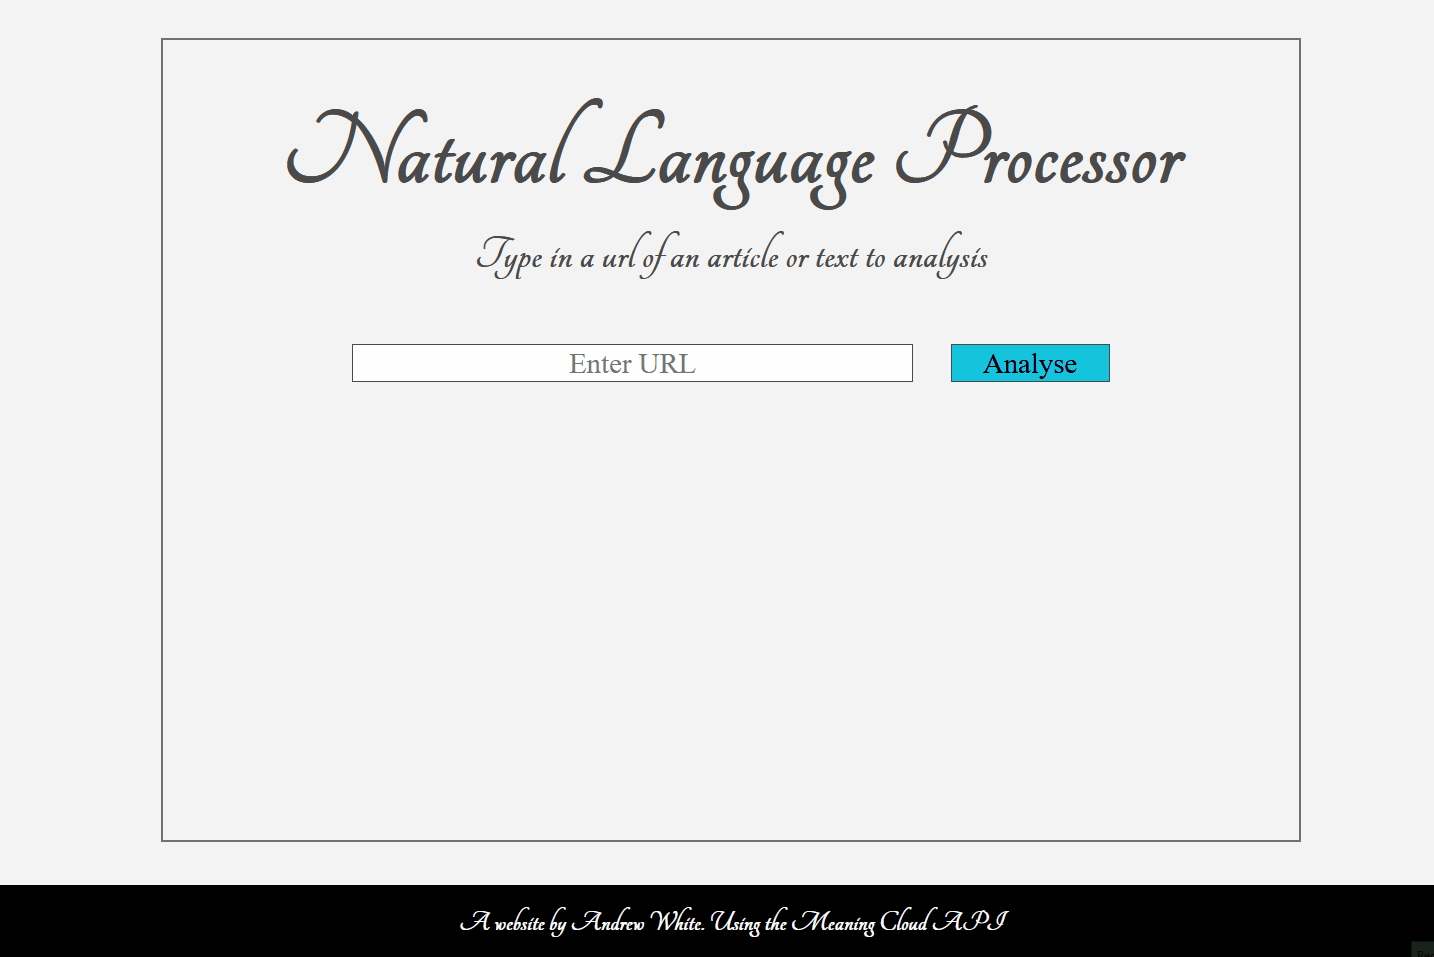 Natural Language Processor
Type in a url of an article or text to analysis
Enter URL
Analyse
A website by Andrew White. Using the Meaning Cloud API